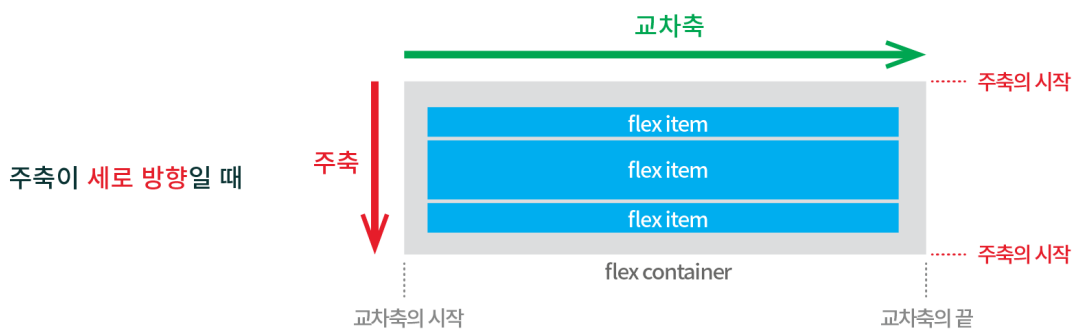 교차축
주축의 시작
flex item
주축
flex item
주축이 세로 방향일 때
flex item
주축의 시작
flex container
교차축의 시작
교차축의 끝